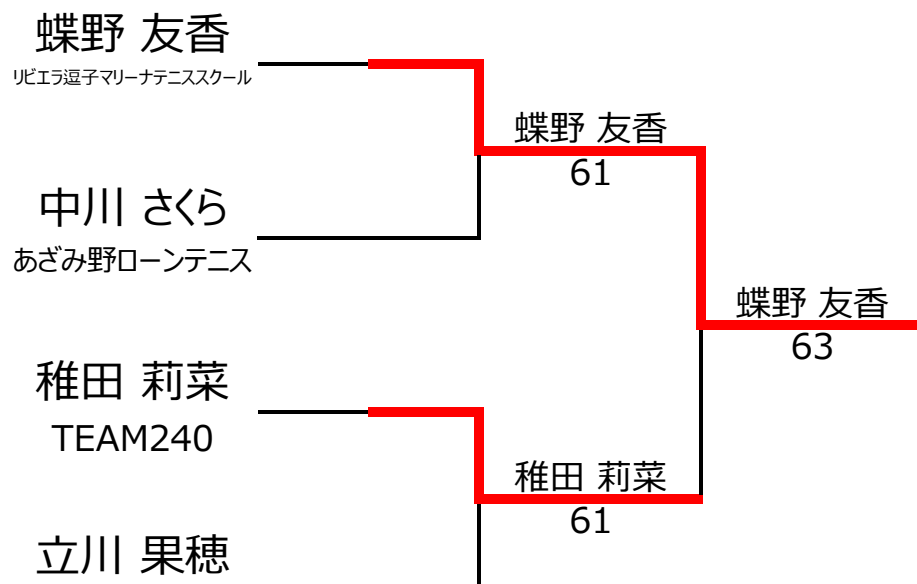 蝶野 友香
リビエラ逗子マリーナテニススクール
蝶野 友香
61
中川 さくら
あざみ野ローンテニス
蝶野 友香
63
稚田 莉菜
TEAM240
稚田 莉菜
61
立川 果穂